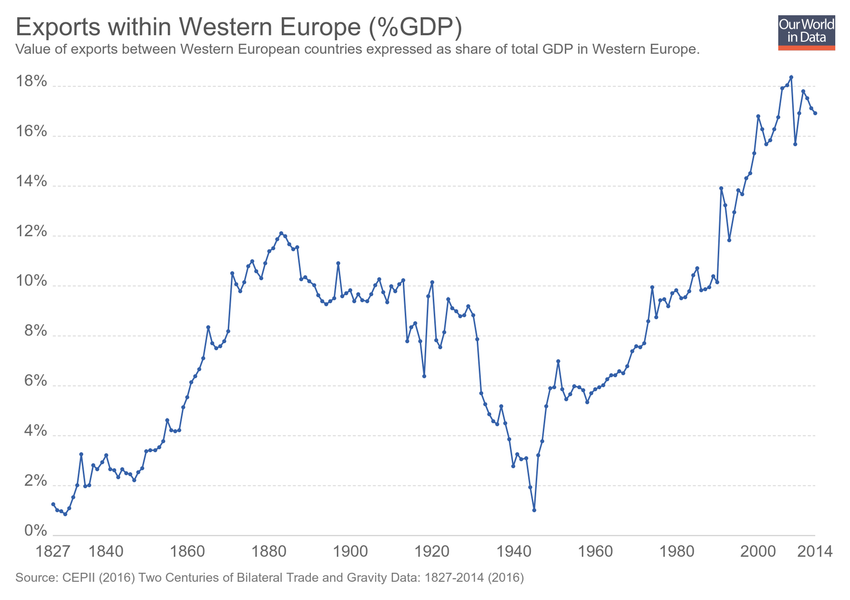 Exports within Western Europe (%GDP)
Value of exports between Western European countries expressed as share of total GDP in Western Europe.
Our World
in Data
18%
16%
14%
12%
10%
8%
6%
4%
2%
0%
1827 1840 1860 1880 1900 1920 1940 1960 1980 2000 2014
Source: CEPII (2016) Two Centuries of Bilateral Trade and Gravity Data: 1827-2014 (2016)